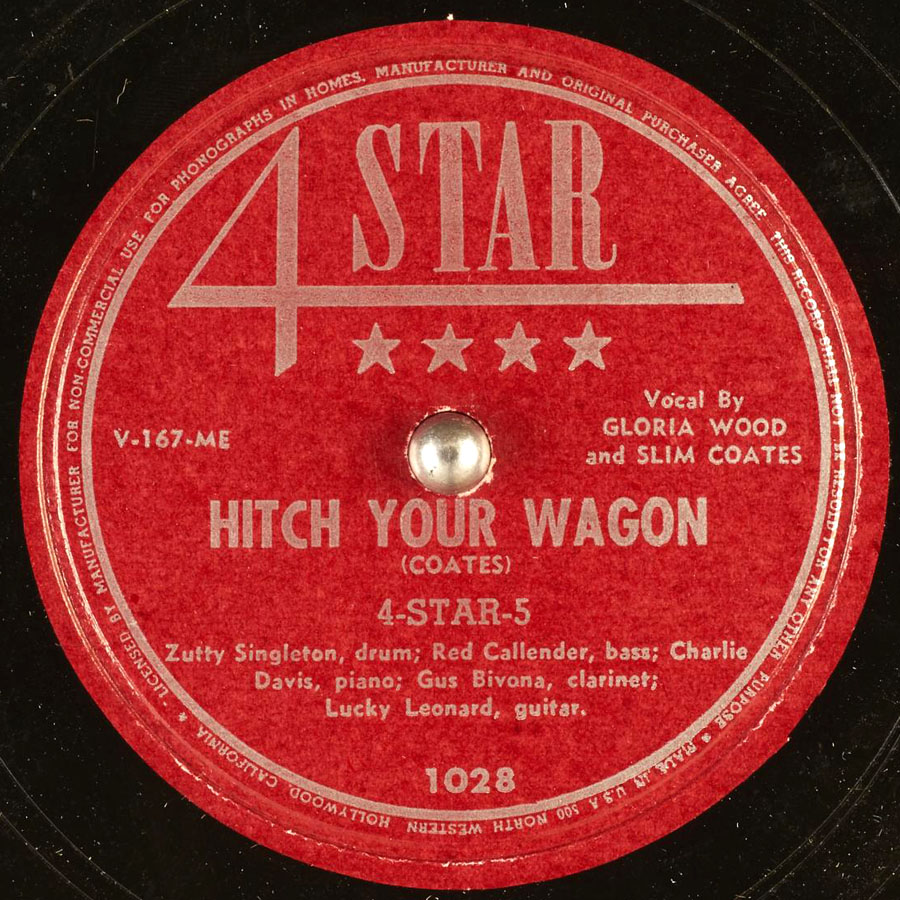 4 STAR
V-167-ME
Vocal By
GLORIA WOOD
and SLIM COATES
HITCH YOUR WAGON
(COATES)
4-STAR-5
Zutty Singleton, drum; Red Callender, bass; Charlie
Davis, piano; Gus Bivona, clarinet;
Lucky Leonard, guitar.
1028
* LICENSED BY MANUFACTURER FOR NON-COMMERCIAL USE FOR PHONOGRAPHS IN HOMES. MANUFACTURER AND ORIGINAL PURCHASER AGREE THIS RECORD SHALL NOT BE RESOLD FOR ANY OTHER PURPOSE * MADE IN U.S.A 500 NORTH WESTERN HOLLYWOOD, CALIFORNIA